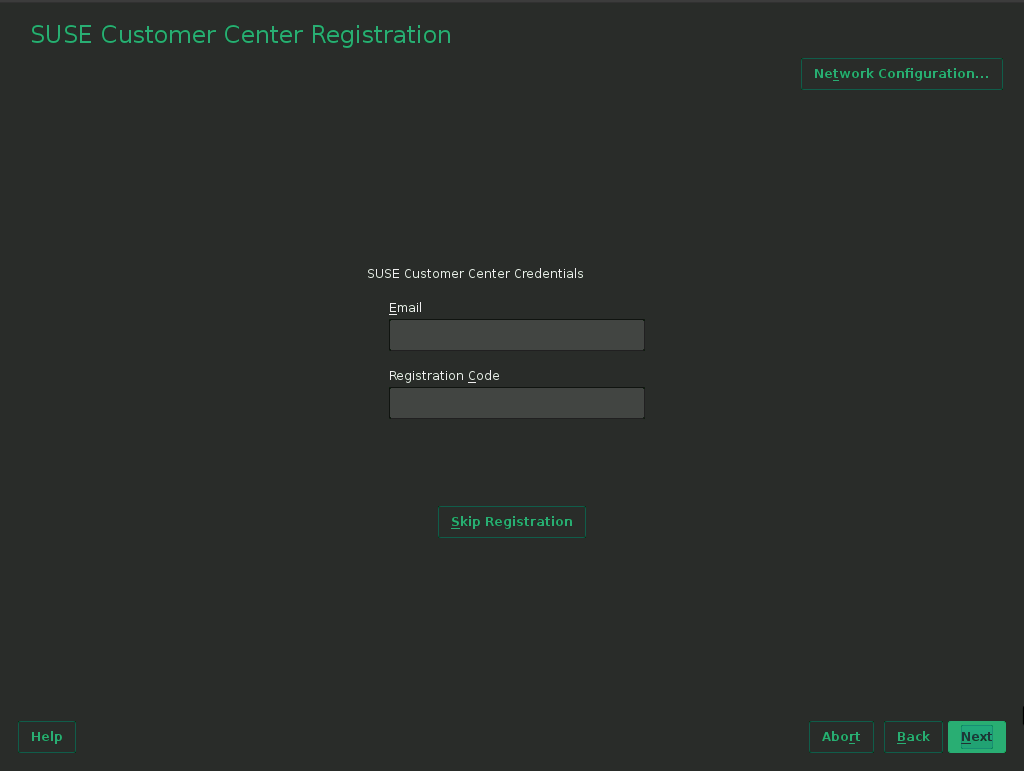 SUSE Customer Center Registration
Network Configuration...
SUSE Customer Center Credentials
Email
Registration Code
Skip Registration
Help
Abort
Back
Next